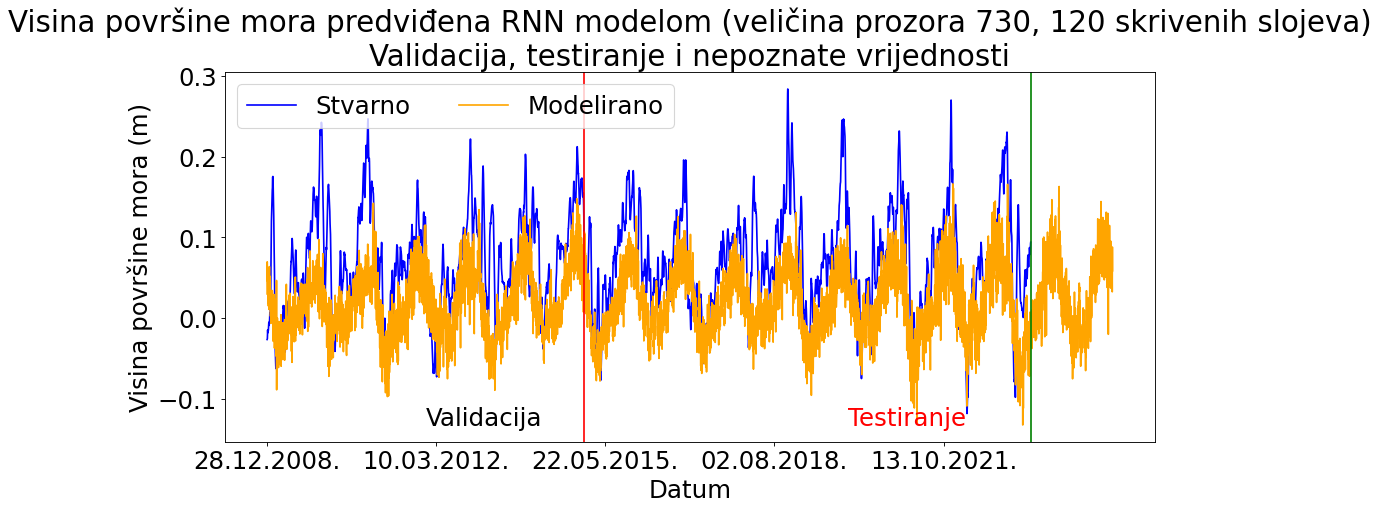 Visina površine mora predviđena RNN modelom (veličina prozora 730, 120 skrivenih slojeva)
Validacija, testiranje i nepoznate vrijednosti
Stvarno
Modelirano
Visina površine mora (m)
0.3
0.2
0.1
0.0
−0.1
Validacija
Testiranje
28.12.2008.
10.03.2012.
22.05.2015.
02.08.2018.
13.10.2021.
Datum